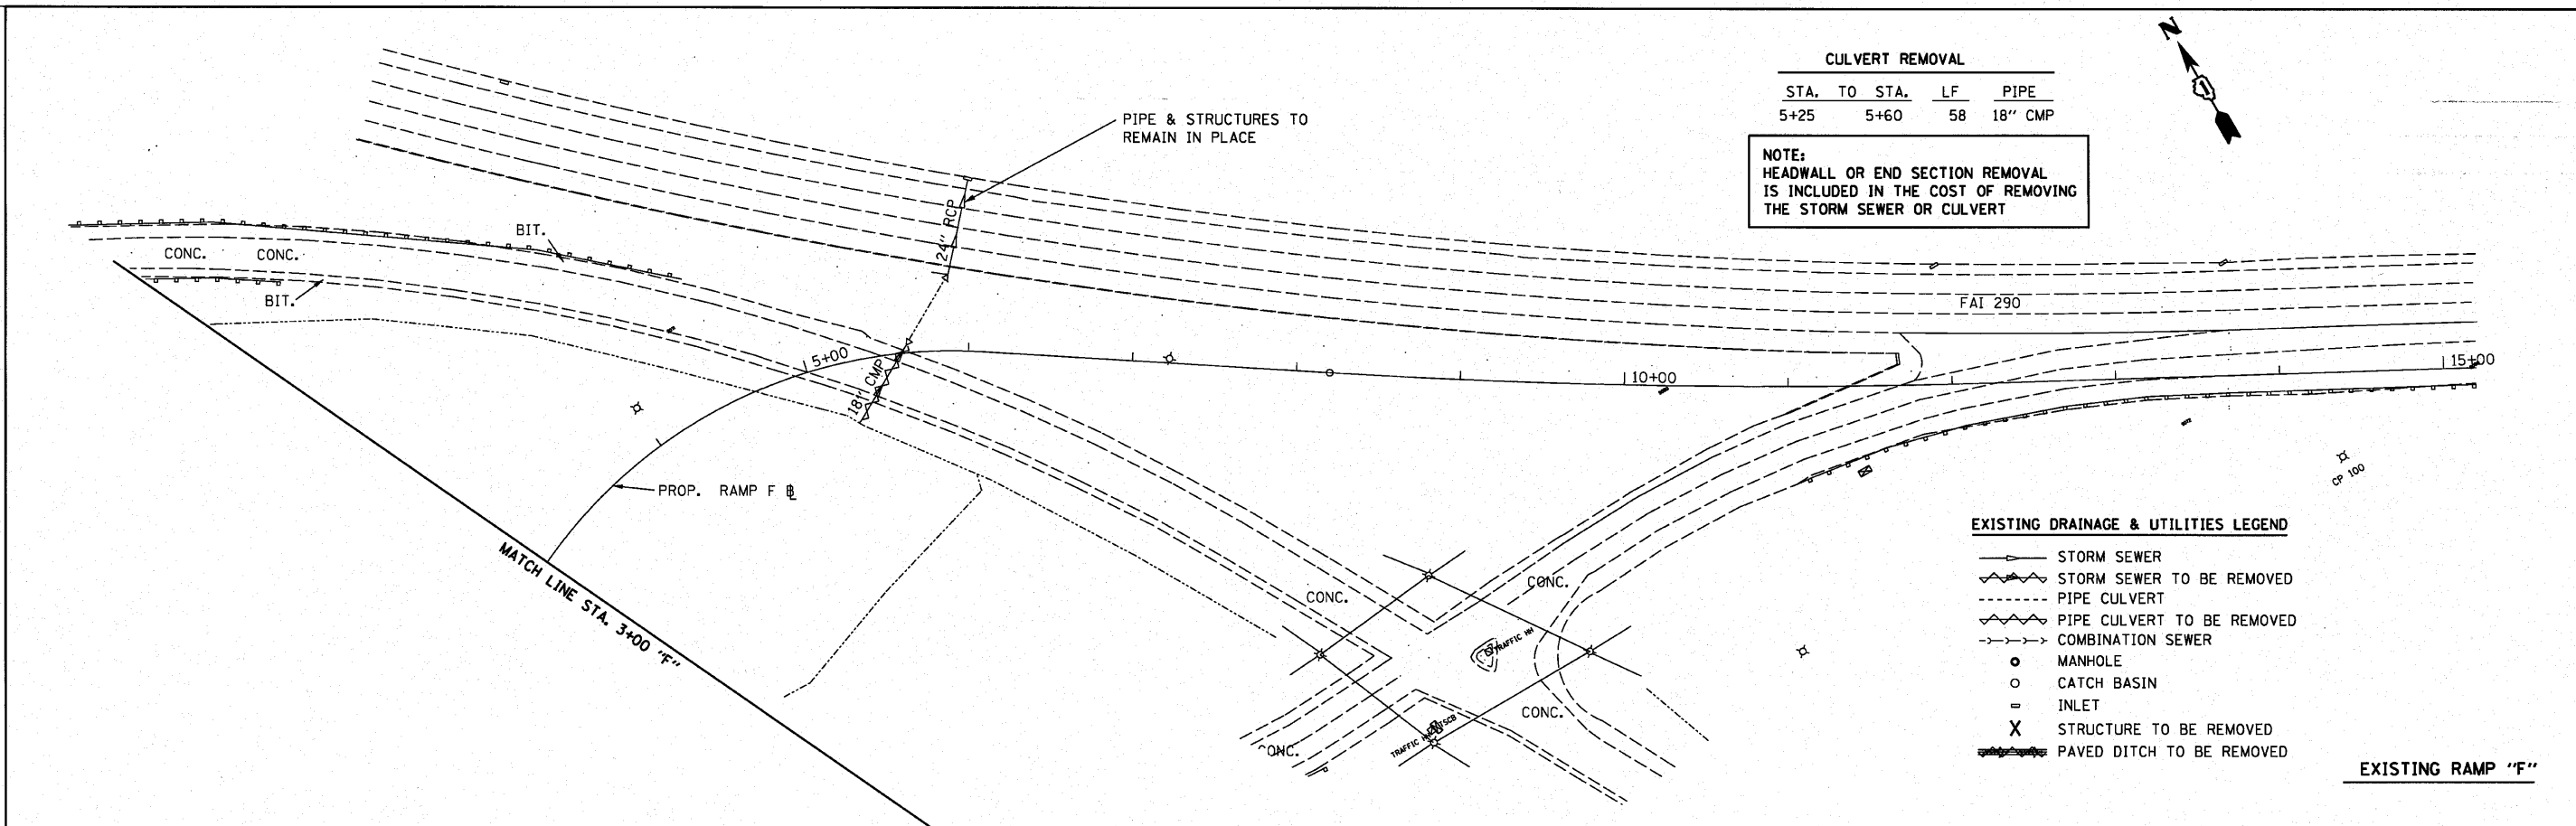 N
CULVERT REMOVAL
STA. TO STA. LF PIPE
5+25 5+60 58 18" CMP
NOTE:
HEADWALL OR END SECTION REMOVAL
IS INCLUDED IN THE COST OF REMOVING
THE STORM SEWER OR CULVERT
PIPE & STRUCTURES TO
REMAIN IN PLACE
24" RCP
BIT.
CONC. CONC.
BIT.
FAI 290
5+00
18" CMP
10+00
15+00
PROP. RAMP F ℄
MATCH LINE STA. 3+00 "F"
CP 100
CONC.
CONC.
TRAFFIC HH
CONC.
CONC.
EXISTING DRAINAGE & UTILITIES LEGEND
STORM SEWER
STORM SEWER TO BE REMOVED
PIPE CULVERT
PIPE CULVERT TO BE REMOVED
COMBINATION SEWER
MANHOLE
CATCH BASIN
INLET
X STRUCTURE TO BE REMOVED
PAVED DITCH TO BE REMOVED
EXISTING RAMP "F"